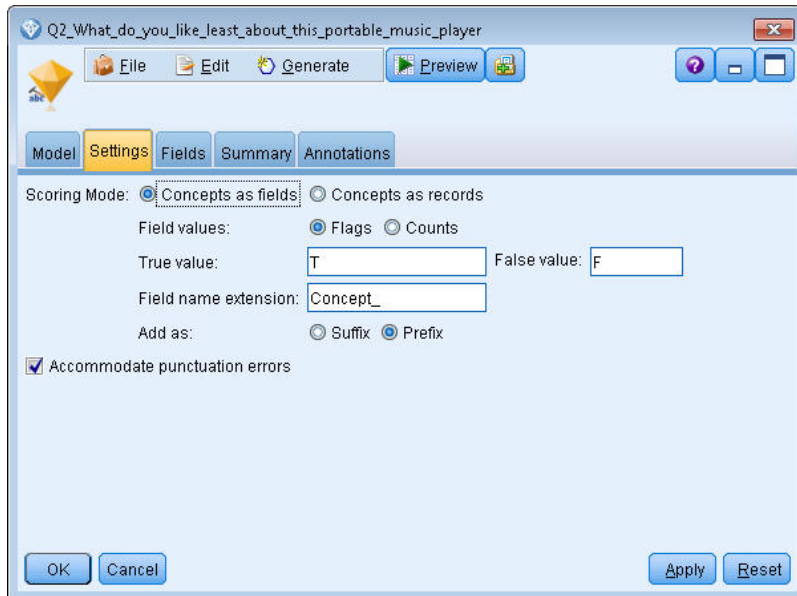 Q2_What_do_you_like_least_about_this_portable_music_player
File Edit Generate Preview ?
abc
Model Settings Fields Summary Annotations
Scoring Mode: Concepts as fields Concepts as records
Field values: Flags Counts
True value: T False value: F
Field name extension: Concept_
Add as: Suffix Prefix
Accommodate punctuation errors
OK Cancel Apply Reset